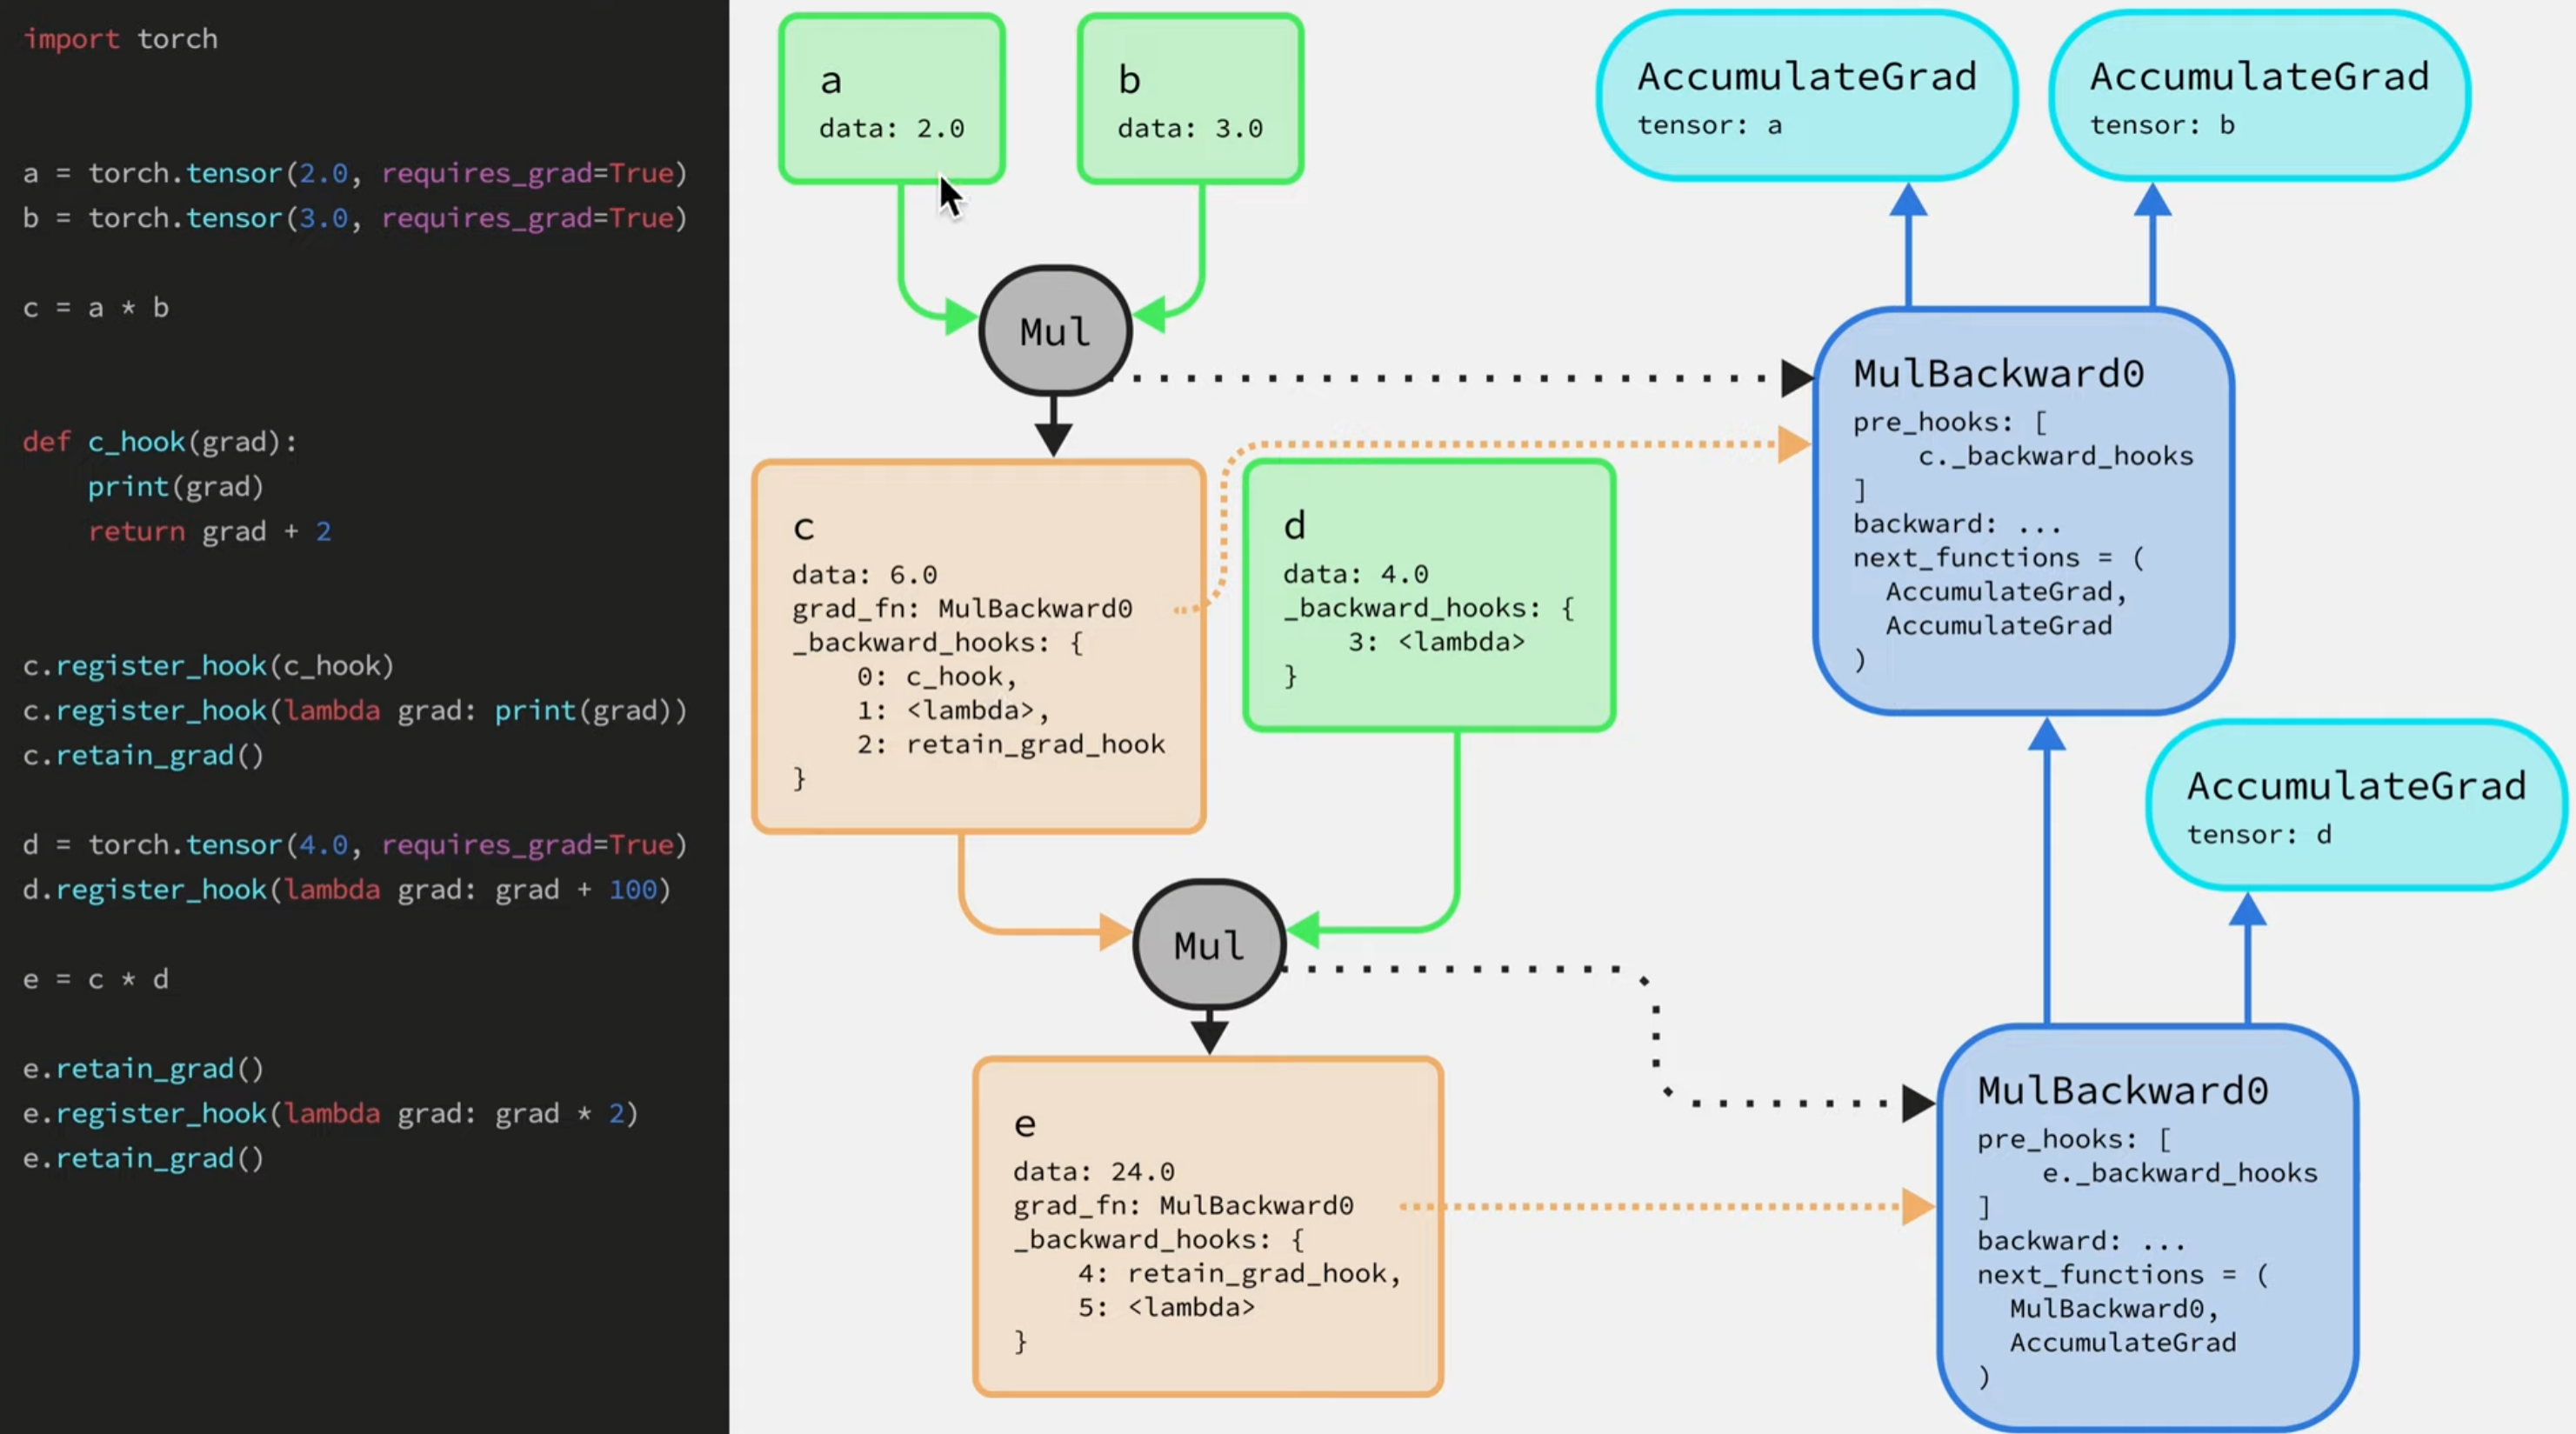 import torch
a = torch.tensor(2.0, requires_grad=True)
b = torch.tensor(3.0, requires_grad=True)
c = a * b
def c_hook(grad):
    print(grad)
    return grad + 2
c.register_hook(c_hook)
c.register_hook(lambda grad: print(grad))
c.retain_grad()
d = torch.tensor(4.0, requires_grad=True)
d.register_hook(lambda grad: grad + 100)
e = c * d
e.retain_grad()
e.register_hook(lambda grad: grad * 2)
e.retain_grad()
a
data: 2.0
b
data: 3.0
Mul
c
data: 6.0
grad_fn: MulBackward0
_backward_hooks: {
    0: c_hook,
    1: <lambda>,
    2: retain_grad_hook
}
d
data: 4.0
_backward_hooks: {
    3: <lambda>
}
Mul
e
data: 24.0
grad_fn: MulBackward0
_backward_hooks: {
    4: retain_grad_hook,
    5: <lambda>
}
AccumulateGrad
tensor: a
AccumulateGrad
tensor: b
MulBackward0
pre_hooks: [
    c._backward_hooks
]
backward: ...
next_functions = (
  AccumulateGrad,
  AccumulateGrad
)
AccumulateGrad
tensor: d
MulBackward0
pre_hooks: [
    e._backward_hooks
]
backward: ...
next_functions = (
  MulBackward0,
  AccumulateGrad
)